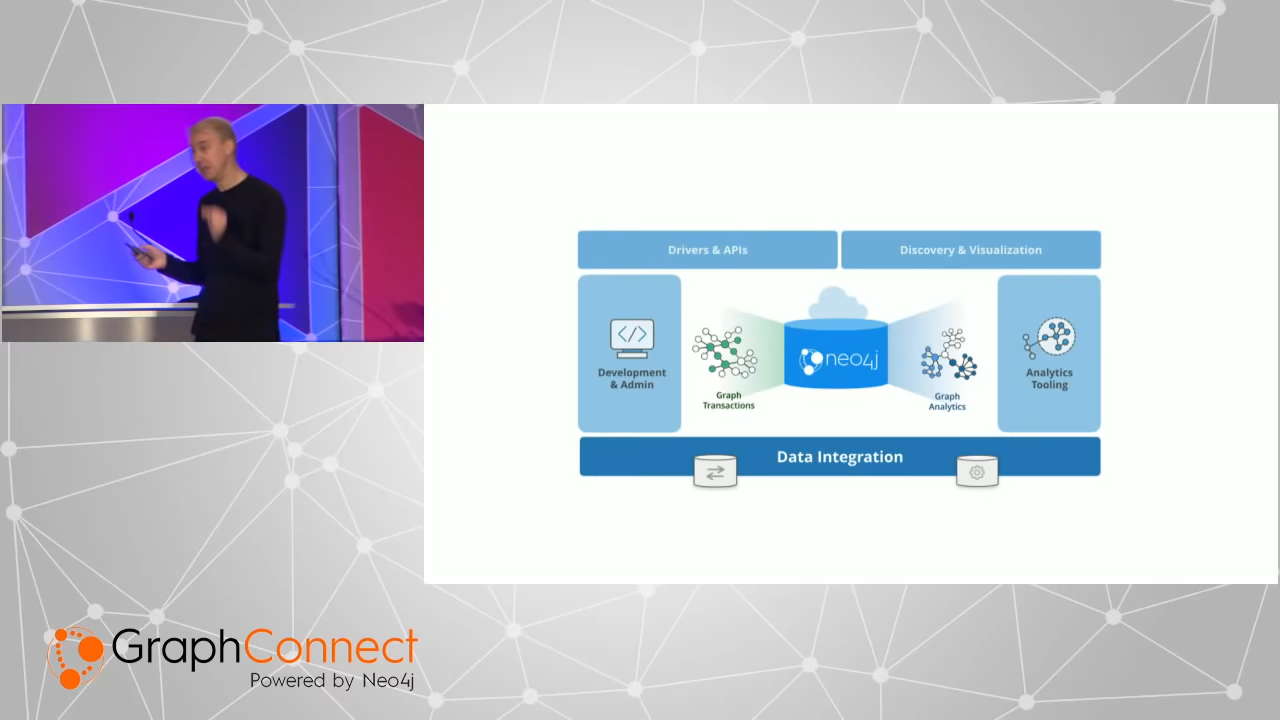 Drivers & APIs
Discovery & Visualization
Development
& Admin
Graph
Transactions
neo4j
Graph
Analytics
Analytics
Tooling
Data Integration
GraphConnect
Powered by Neo4j